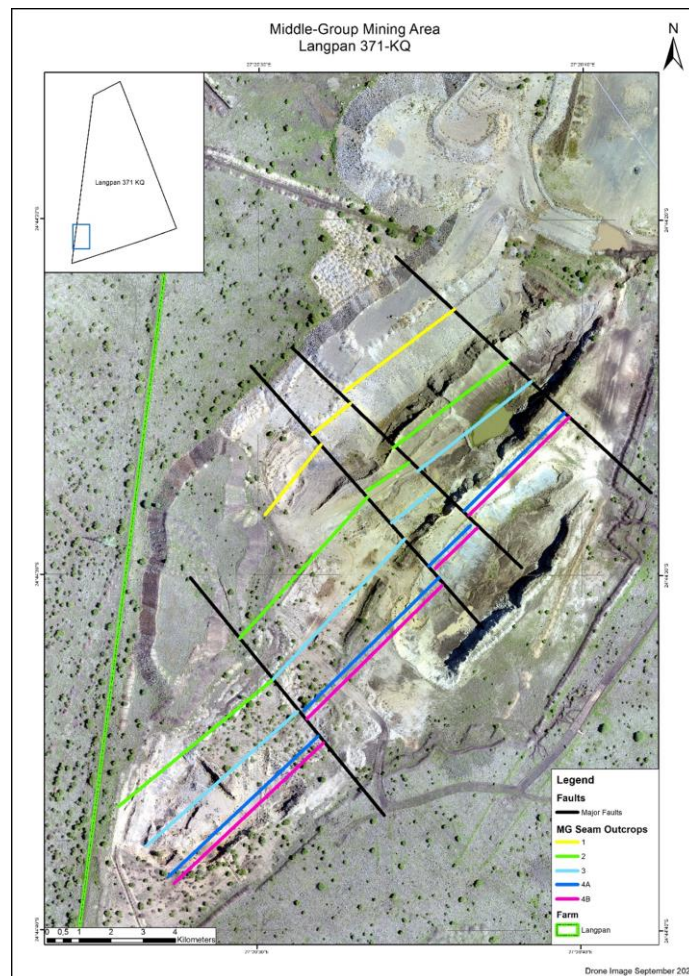 Middle-Group Mining Area
Langpan 371-KQ
N
Langpan 371 KQ
Legend
Faults
Major Faults
MG Seam Outcrops
1
2
3
4A
4B
Farm
Langpan
0 0,5 1 2 3 4
Kilometers
Drone Image September 202